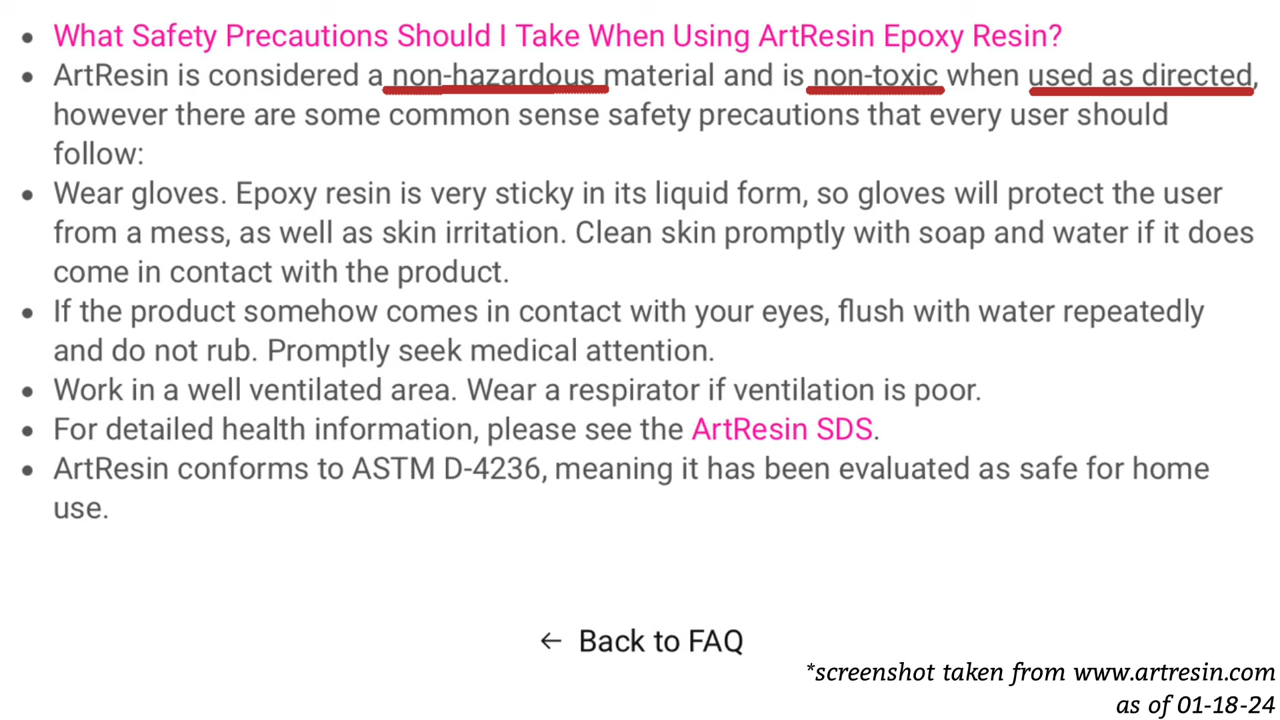 • What Safety Precautions Should I Take When Using ArtResin Epoxy Resin?
• ArtResin is considered a non-hazardous material and is non-toxic when used as directed,
however there are some common sense safety precautions that every user should
follow:
• Wear gloves. Epoxy resin is very sticky in its liquid form, so gloves will protect the user
from a mess, as well as skin irritation. Clean skin promptly with soap and water if it does
come in contact with the product.
• If the product somehow comes in contact with your eyes, flush with water repeatedly
and do not rub. Promptly seek medical attention.
• Work in a well ventilated area. Wear a respirator if ventilation is poor.
• For detailed health information, please see the ArtResin SDS.
• ArtResin conforms to ASTM D-4236, meaning it has been evaluated as safe for home
use.
← Back to FAQ
*screenshot taken from www.artresin.com
as of 01-18-24